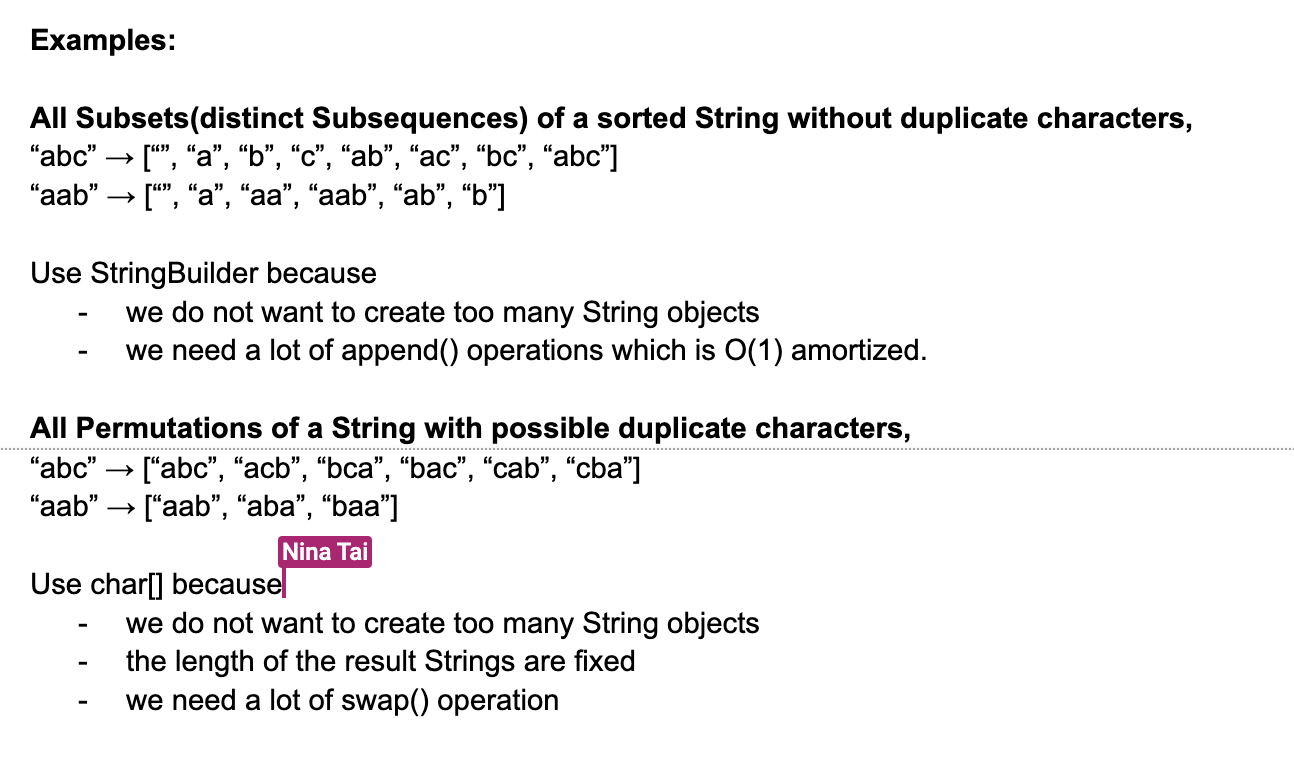 Examples:
All Subsets(distinct Subsequences) of a sorted String without duplicate characters,
“abc” → [“”, “a”, “b”, “c”, “ab”, “ac”, “bc”, “abc”]
“aab” → [“”, “a”, “aa”, “aab”, “ab”, “b”]
Use StringBuilder because
- we do not want to create too many String objects
- we need a lot of append() operations which is O(1) amortized.
All Permutations of a String with possible duplicate characters,
“abc” → [“abc”, “acb”, “bca”, “bac”, “cab”, “cba”]
“aab” → [“aab”, “aba”, “baa”]
Nina Tai
Use char[] because
- we do not want to create too many String objects
- the length of the result Strings are fixed
- we need a lot of swap() operation